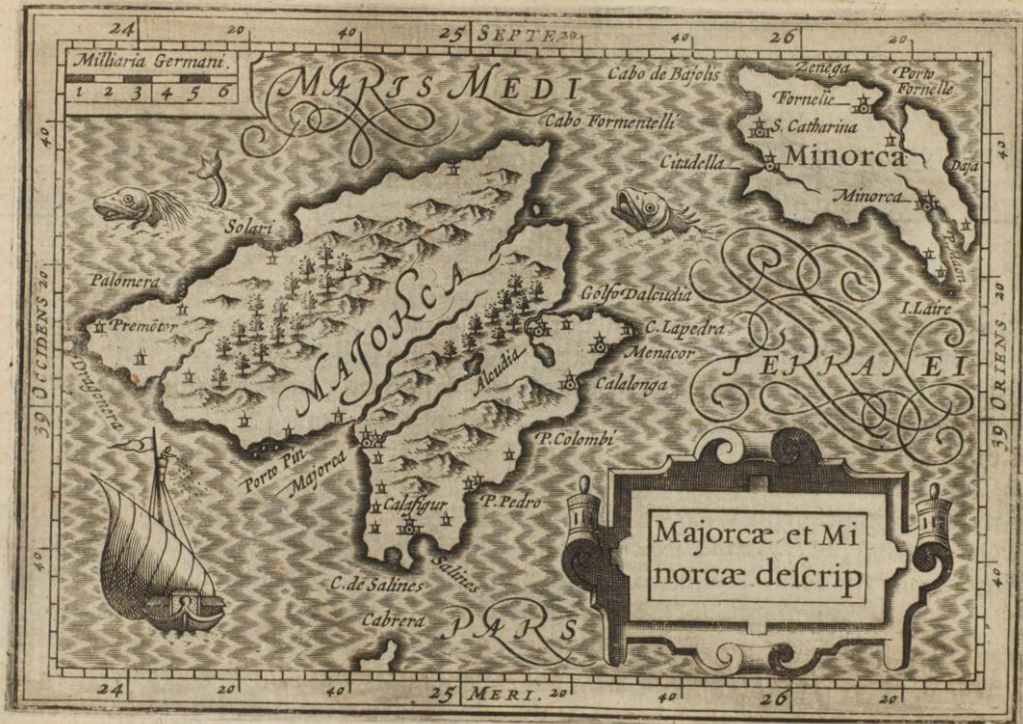 24 20 40 25 SEPTE. 20 40 26 20
Milliaria Germani.
1 2 3 4 5 6
MARIS MEDI
Cabo de Bajolis
Zenega
Porto
Fornelle
Fornelle
Cabo Formentelli
S. Catharina
40
40
Citadella
Minorca
Daja
Minorca
Solari
Palomera
Golfo Dalcudia
I. Laire
Premötor
C. Lapedra
MAJORCA
Menacor
TERRANEI
Alcudia
Calalonga
Dragonera
39 OCCIDENS 20
39 ORIENS 20
P. Colombi
Porto Pin
Majorca
Calafigur
P. Pedro
Majorcæ et Mi
norcæ deſcrip
40
40
C. de Salines
Salines
Cabrera
PARS
24 20 40 25 MERI. 20 40 26 20